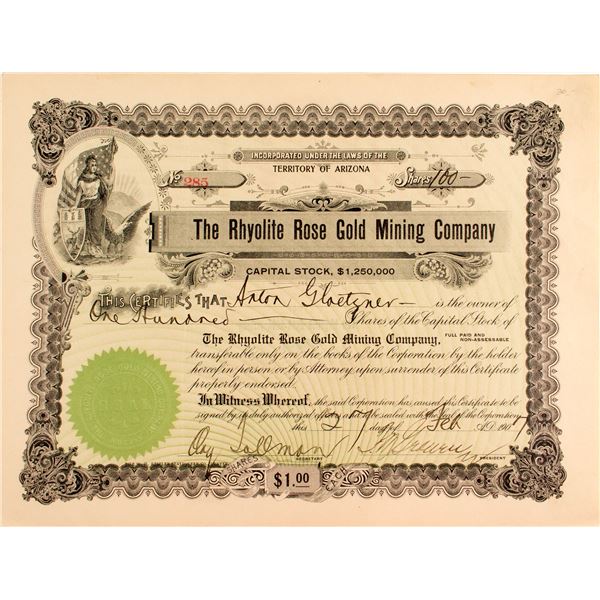 INCORPORATED UNDER THE LAWS OF THE
TERRITORY OF ARIZONA
No 285 Shares 100-
The Rhyolite Rose Gold Mining Company
CAPITAL STOCK, $1,250,000
THIS CERTIFIES THAT Anton Gloetzner is the owner of
One Hundred Shares of the Capital Stock of
The Rhyolite Rose Gold Mining Company, FULL PAID AND NON-ASSESSABLE
transferable only on the books of the Corporation by the holder
hereof in person or by Attorney upon surrender of this Certificate
properly endorsed.
In Witness Whereof, the said Corporation has caused this Certificate to be
signed by its duly authorized officers and to be sealed with the Seal of the Corporation
this day of Feb A.D. 1907
SECRETARY PRESIDENT
SHARES $1.00 EACH